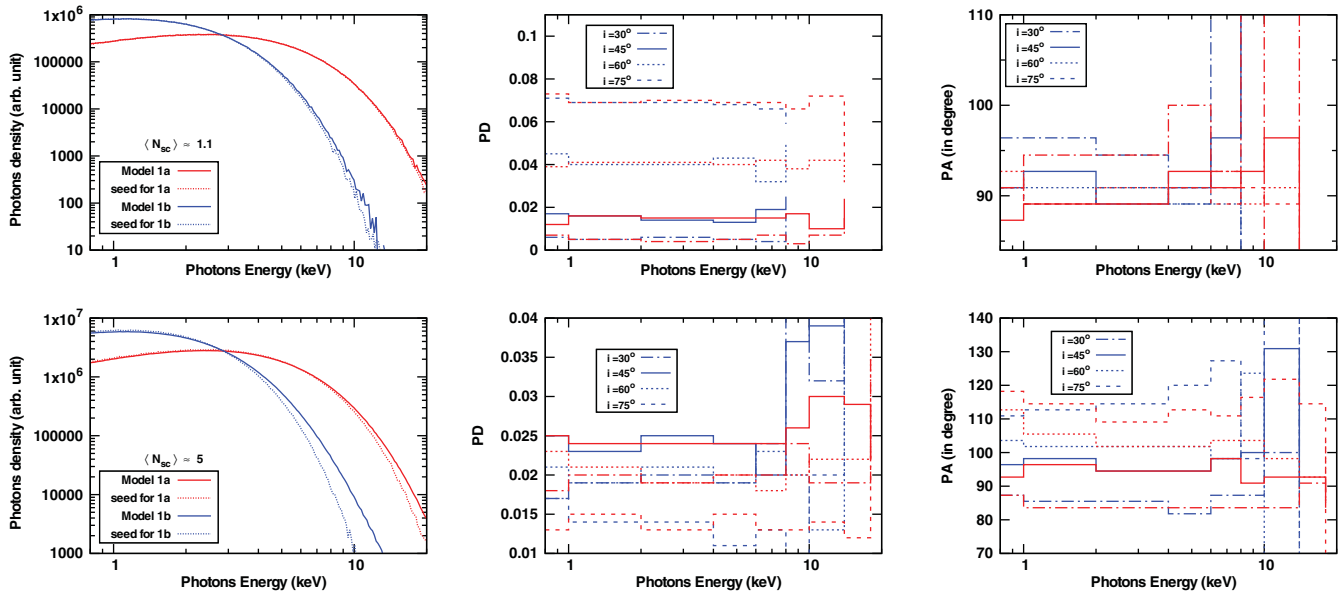 Photons density (arb. unit)
1x10^6
100000
10000
1000
100
10
⟨ N_sc ⟩ ≈ 1.1
Model 1a
seed for 1a
Model 1b
seed for 1b
1
10
Photons Energy (keV)
PD
0.1
0.08
0.06
0.04
0.02
0
i =30°
i =45°
i =60°
i =75°
1
10
Photons Energy (keV)
PA (in degree)
110
100
90
i =30°
i =45°
i =60°
i =75°
1
10
Photons Energy (keV)
Photons density (arb. unit)
1x10^7
1x10^6
100000
10000
1000
⟨ N_sc ⟩ ≈ 5
Model 1a
seed for 1a
Model 1b
seed for 1b
1
10
Photons Energy (keV)
PD
0.04
0.035
0.03
0.025
0.02
0.015
0.01
i =30°
i =45°
i =60°
i =75°
1
10
Photons Energy (keV)
PA (in degree)
140
130
120
110
100
90
80
70
i =30°
i =45°
i =60°
i =75°
1
10
Photons Energy (keV)